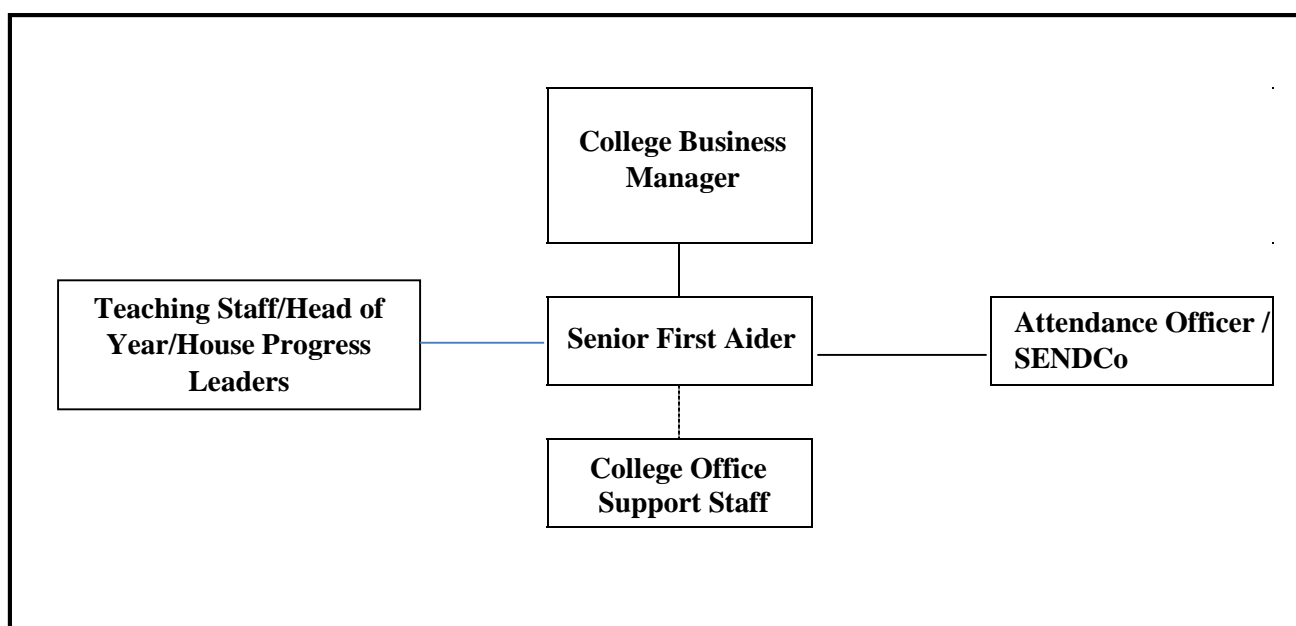 College Business
Manager
Teaching Staff/Head of
Year/House Progress
Leaders
Senior First Aider
Attendance Officer /
SENDCo
College Office
Support Staff